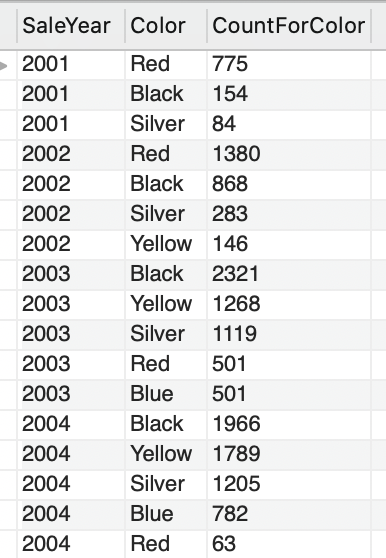 SaleYear Color CountForColor
2001 Red 775
2001 Black 154
2001 Silver 84
2002 Red 1380
2002 Black 868
2002 Silver 283
2002 Yellow 146
2003 Black 2321
2003 Yellow 1268
2003 Silver 1119
2003 Red 501
2003 Blue 501
2004 Black 1966
2004 Yellow 1789
2004 Silver 1205
2004 Blue 782
2004 Red 63